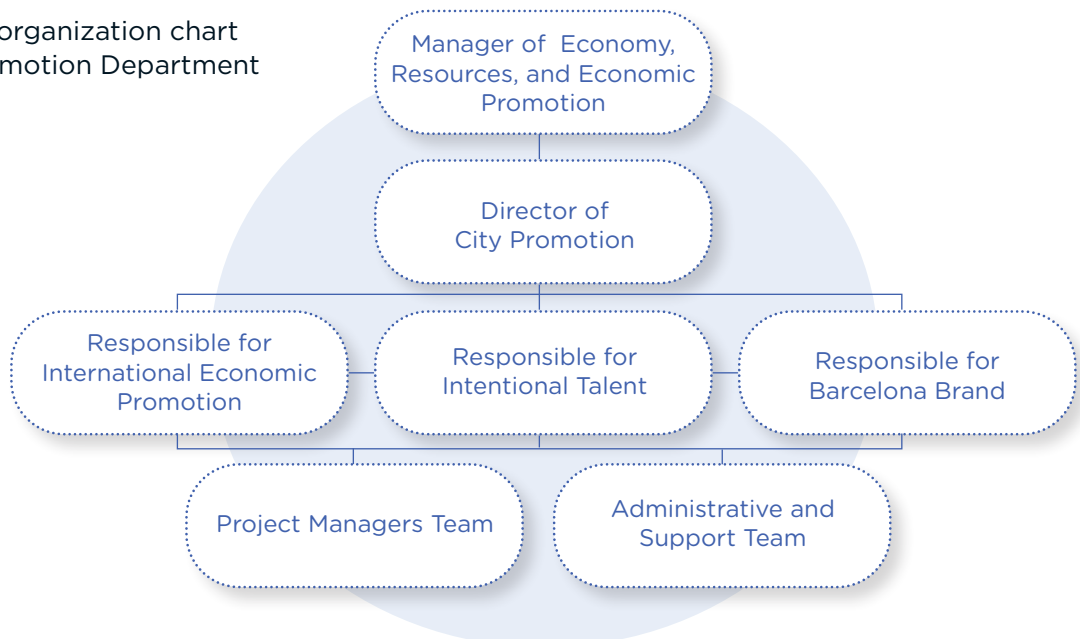 organization chart
motion Department
Manager of Economy,
Resources, and Economic
Promotion
Director of
City Promotion
Responsible for
International Economic
Promotion
Responsible for
Intentional Talent
Responsible for
Barcelona Brand
Project Managers Team
Administrative and
Support Team